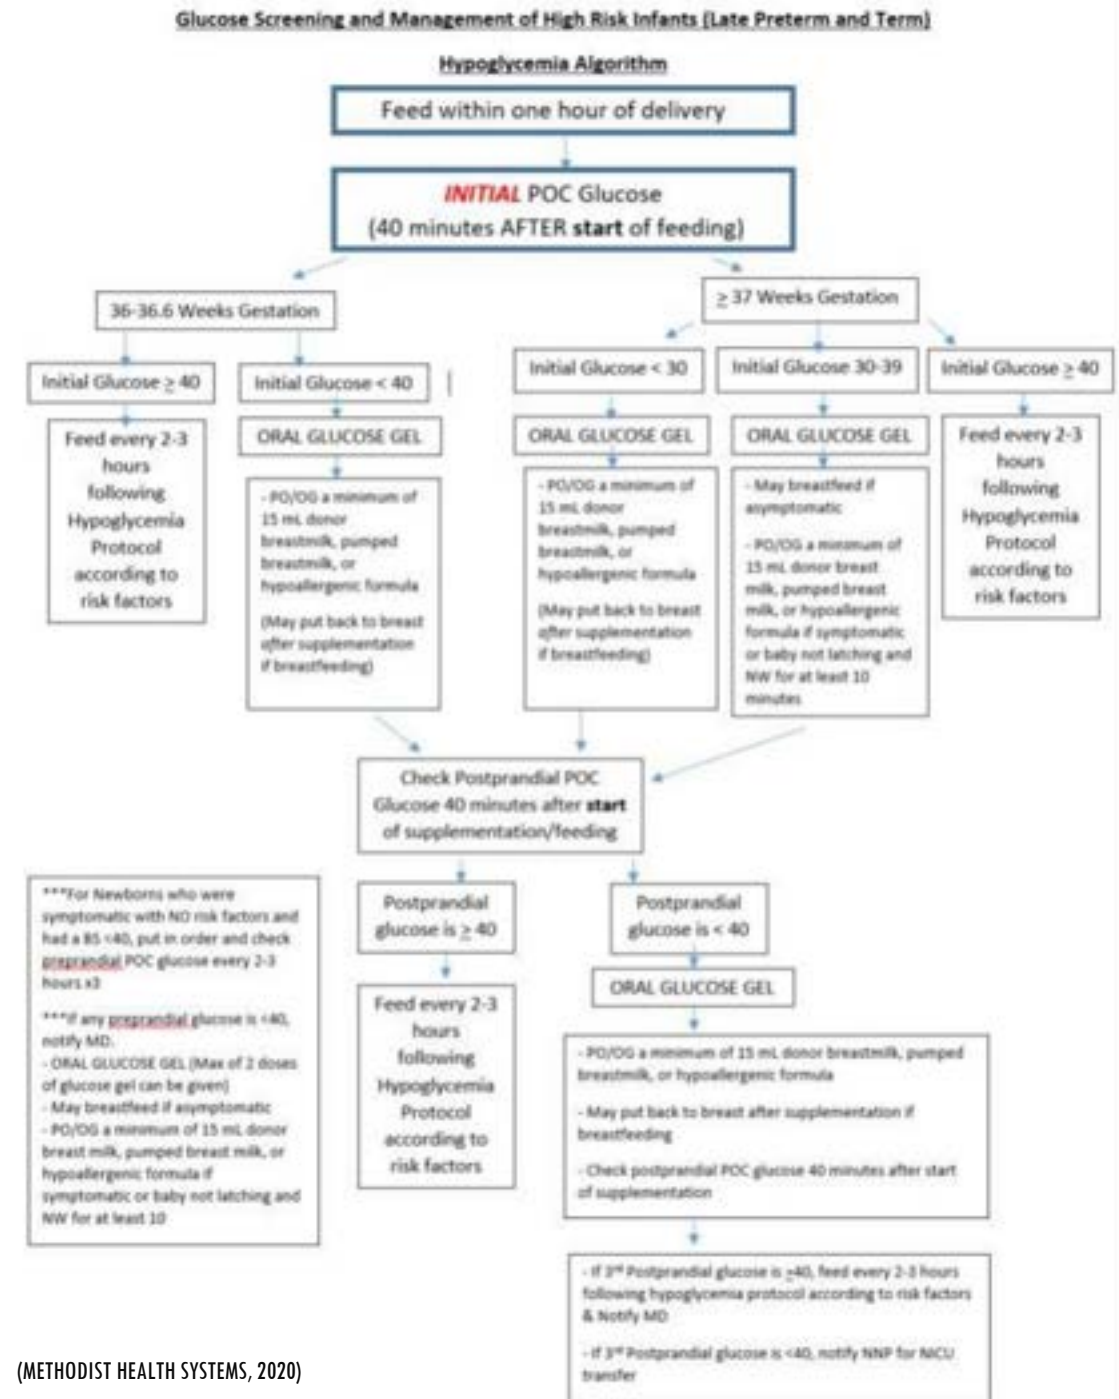 Glucose Screening and Management of High Risk Infants (Late Preterm and Term)
Hypoglycemia Algorithm
Feed within one hour of delivery
INITIAL POC Glucose
(40 minutes AFTER start of feeding)
36-36.6 Weeks Gestation
≥ 37 Weeks Gestation
Initial Glucose ≥ 40
Initial Glucose < 40
Initial Glucose < 30
Initial Glucose 30-39
Initial Glucose ≥ 40
Feed every 2-3
hours
following
Hypoglycemia
Protocol
according to
risk factors
ORAL GLUCOSE GEL
- PO/OG a minimum of
15 mL donor
breastmilk, pumped
breastmilk, or
hypoallergenic formula
(May put back to breast
after supplementation
if breastfeeding)
ORAL GLUCOSE GEL
- PO/OG a minimum of
15 mL donor
breastmilk, pumped
breastmilk, or
hypoallergenic formula
(May put back to breast
after supplementation
if breastfeeding)
ORAL GLUCOSE GEL
- May breastfeed if
asymptomatic
- PO/OG a minimum of
15 mL donor breast
milk, pumped breast
milk, or hypoallergenic
formula if symptomatic
or baby not latching and
NW for at least 10
minutes
Feed every 2-3
hours
following
Hypoglycemia
Protocol
according to
risk factors
Check Postprandial POC
Glucose 40 minutes after start
of supplementation/feeding
Postprandial
glucose is ≥ 40
Feed every 2-3
hours
following
Hypoglycemia
Protocol
according to
risk factors
Postprandial
glucose is < 40
ORAL GLUCOSE GEL
- PO/OG a minimum of 15 mL donor breastmilk, pumped
breastmilk, or hypoallergenic formula
- May put back to breast after supplementation if
breastfeeding
- Check postprandial POC glucose 40 minutes after start
of supplementation
- If 3rd Postprandial glucose is ≥40, feed every 2-3 hours
following hypoglycemia protocol according to risk factors
& Notify MD
- If 3rd Postprandial glucose is <40, notify NNP for NICU
transfer
***For Newborns who were
symptomatic with NO risk factors and
had a BS <40, put in order and check
preprandial POC glucose every 2-3
hours x3
***If any preprandial glucose is <40,
notify MD.
- ORAL GLUCOSE GEL (Max of 2 doses
of glucose gel can be given)
- May breastfeed if asymptomatic
- PO/OG a minimum of 15 mL donor
breast milk, pumped breast milk, or
hypoallergenic formula if
symptomatic or baby not latching and
NW for at least 10
(METHODIST HEALTH SYSTEMS, 2020)